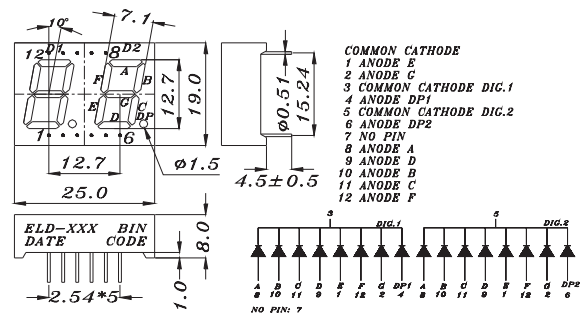 10°
7.1
12 D1 8 D2
A
F B
G
E C
D DP
1 6
12.7
19.0
12.7
25.0
ø1.5
ø0.51
15.24
4.5±0.5
COMMON CATHODE
1 ANODE E
2 ANODE G
3 COMMON CATHODE DIG.1
4 ANODE DP1
5 COMMON CATHODE DIG.2
6 ANODE DP2
7 NO PIN
8 ANODE A
9 ANODE D
10 ANODE B
11 ANODE C
12 ANODE F
ELD-XXX BIN
DATE CODE
8.0
2.54*5
1.0
3 5
DIG.1 DIG.2
A B C D E F G DP1 A B C D E F G DP2
8 10 11 9 1 12 2 4 8 10 11 9 1 12 2 6
NO PIN: 7